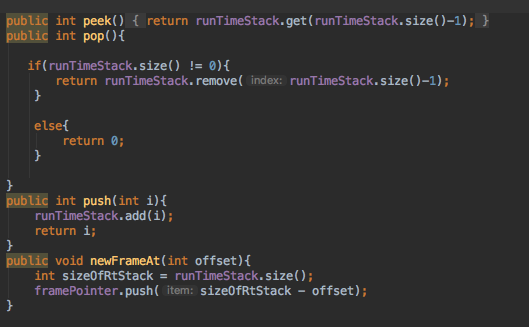 public int peek() { return runTimeStack.get(runTimeStack.size()-1); }
public int pop(){
if(runTimeStack.size() != 0){
return runTimeStack.remove( index: runTimeStack.size()-1);
}
else{
return 0;
}
}
public int push(int i){
runTimeStack.add(i);
return i;
}
public void newFrameAt(int offset){
int sizeOfRtStack = runTimeStack.size();
framePointer.push( item: sizeOfRtStack - offset);
}